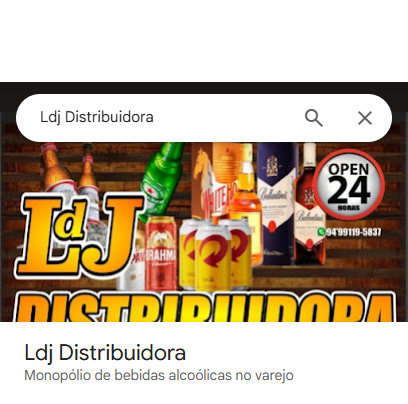 Ldj Distribuidora
OPEN
24
HORAS
94 99119-5837
LdJ
BRAHMA
Ballantine's
DISTRIBUIDORA
Ldj Distribuidora
Monopólio de bebidas alcoólicas no varejo